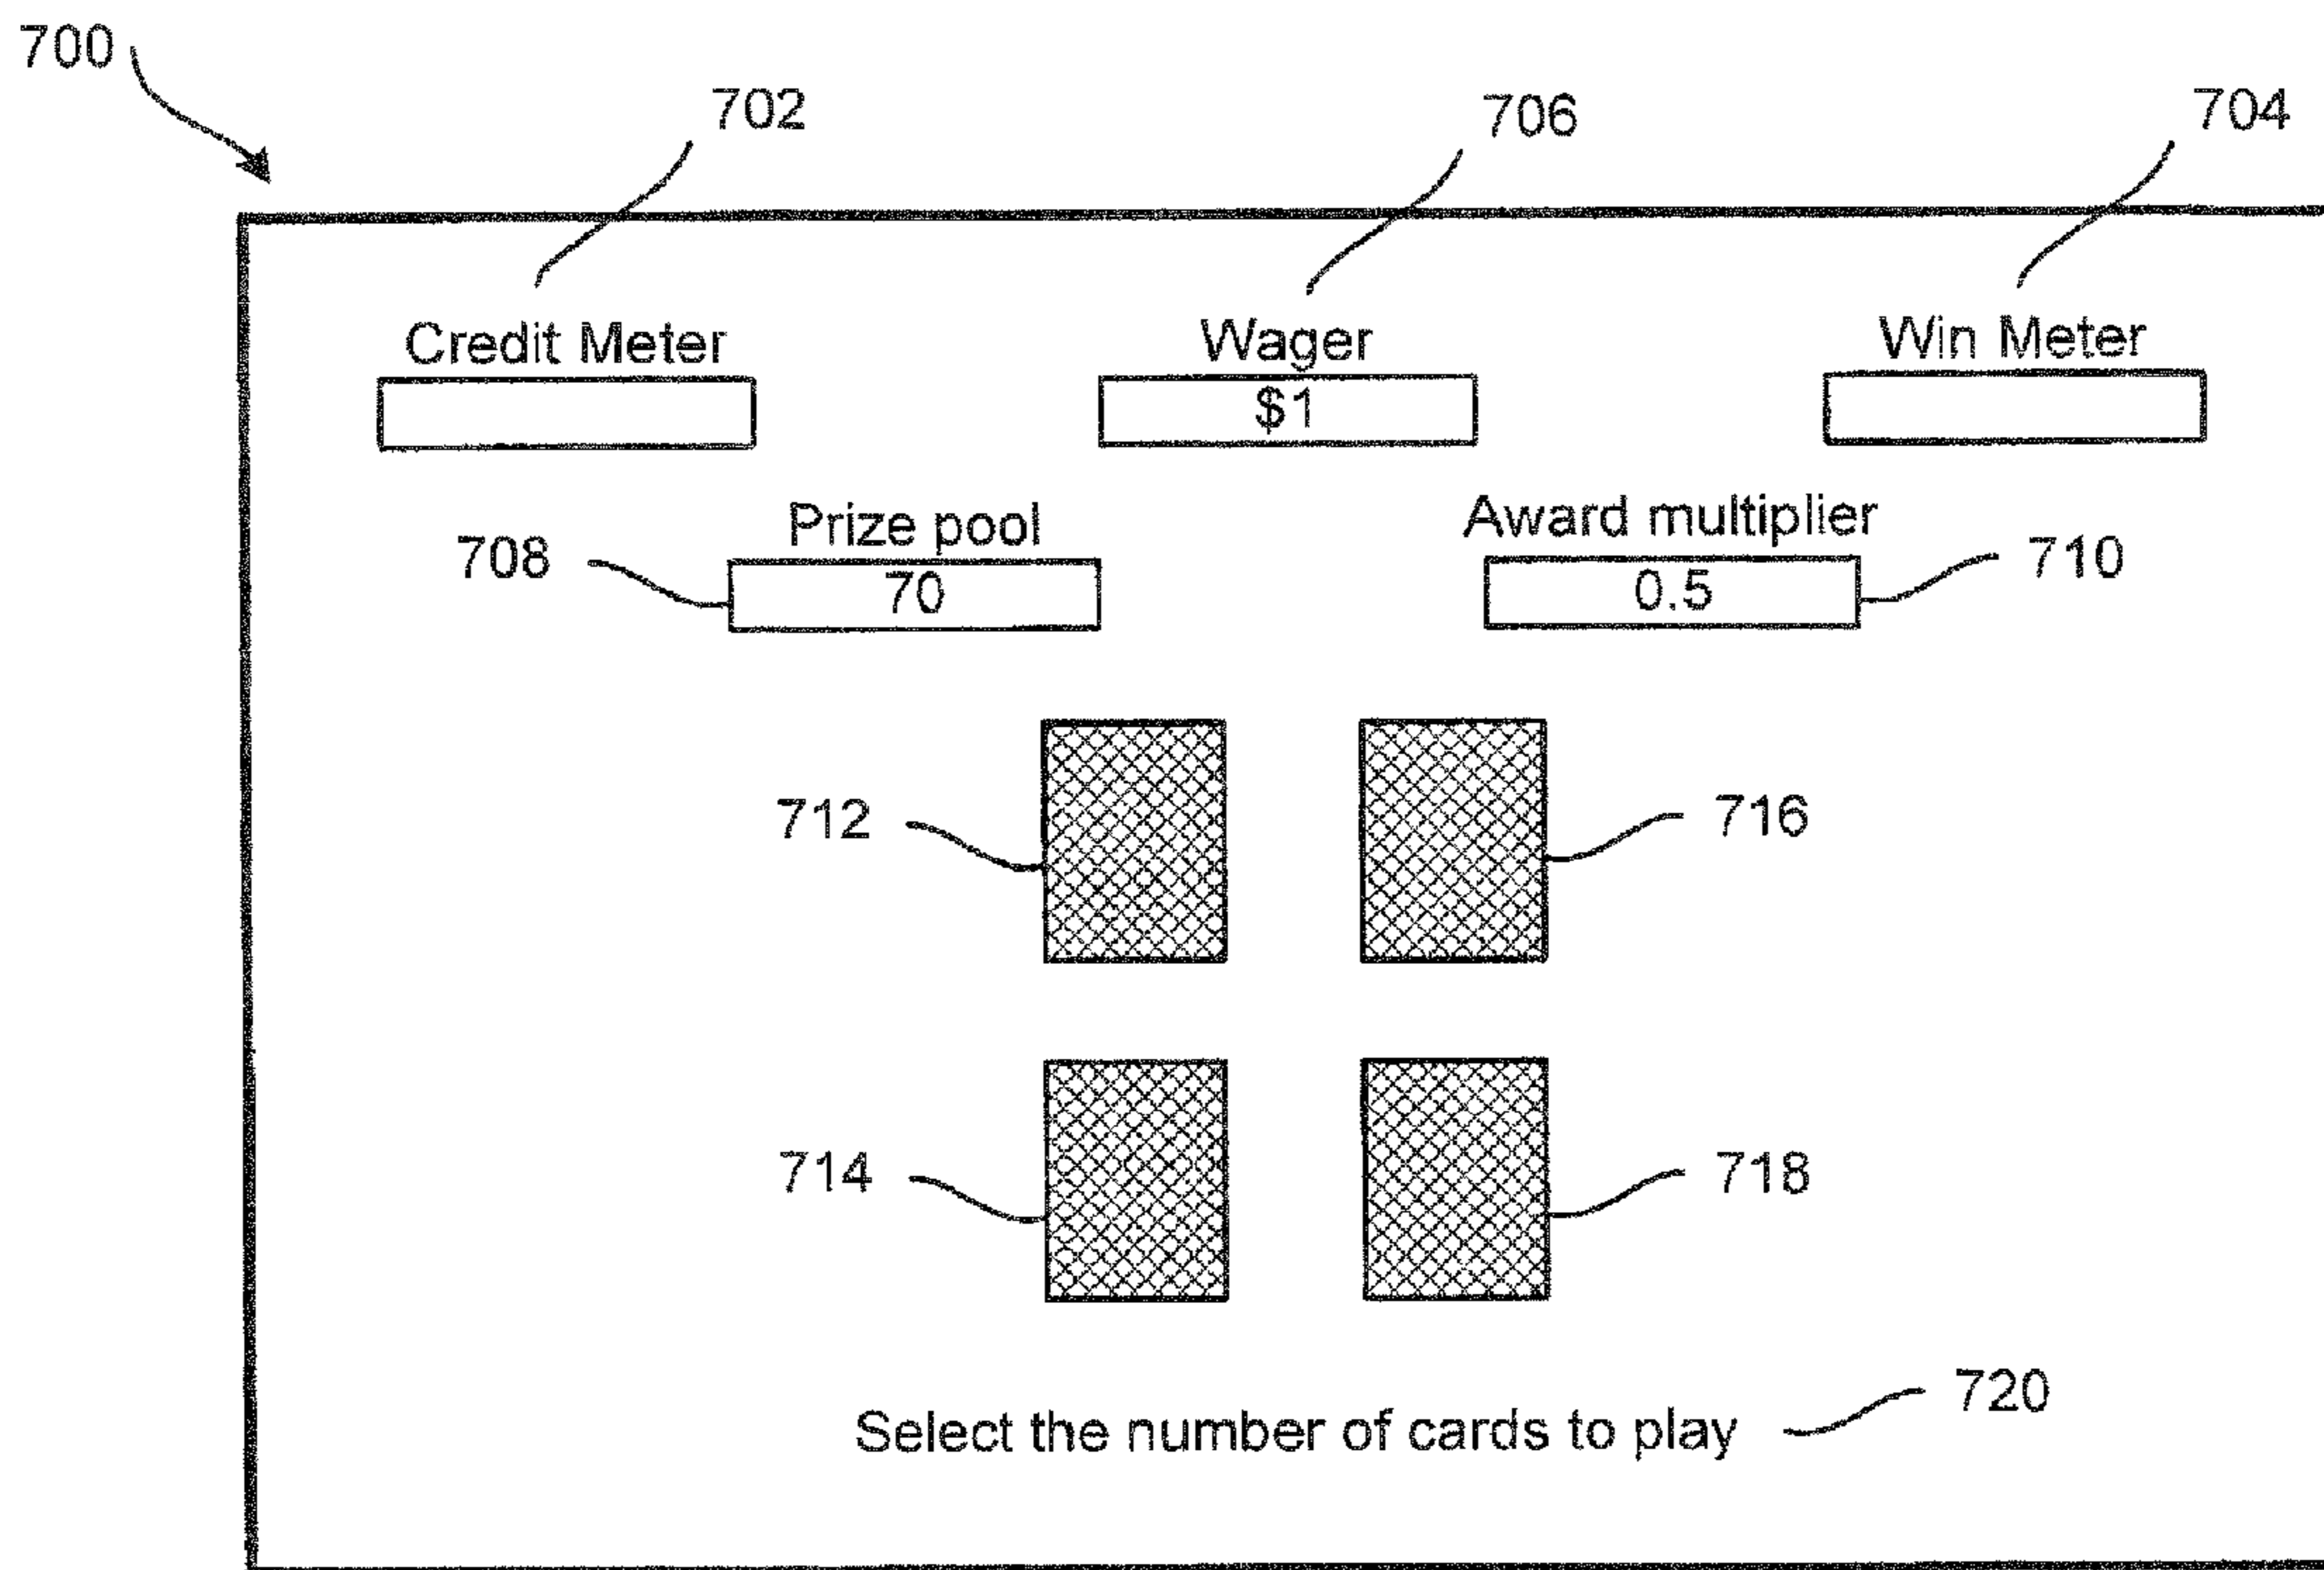 700
702 706 704
Credit Meter Wager Win Meter
$1
Prize pool Award multiplier
708 70 0.5 710
712 716
714 718
720
Select the number of cards to play